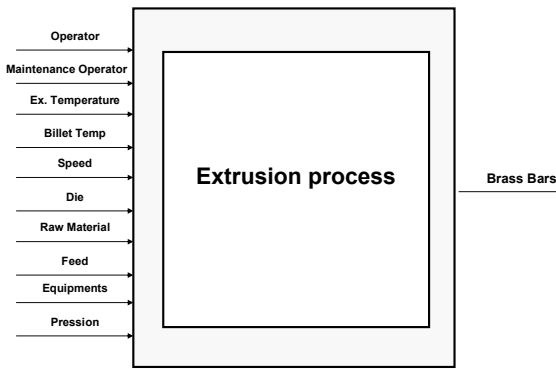 Operator
Maintenance Operator
Ex. Temperature
Billet Temp
Speed
Die
Raw Material
Feed
Equipments
Pression
Extrusion process
Brass Bars